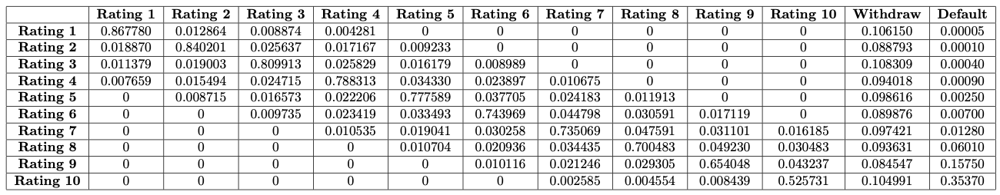 Rating 1 Rating 2 Rating 3 Rating 4 Rating 5 Rating 6 Rating 7 Rating 8 Rating 9 Rating 10 Withdraw Default
Rating 1 0.867780 0.012864 0.008874 0.004281 0 0 0 0 0 0 0.106150 0.00005
Rating 2 0.018870 0.840201 0.025637 0.017167 0.009233 0 0 0 0 0 0.088793 0.00010
Rating 3 0.011379 0.019003 0.809913 0.025829 0.016179 0.008989 0 0 0 0 0.108309 0.00040
Rating 4 0.007659 0.015494 0.024715 0.788313 0.034330 0.023897 0.010675 0 0 0 0.094018 0.00090
Rating 5 0 0.008715 0.016573 0.022206 0.777589 0.037705 0.024183 0.011913 0 0 0.098616 0.00250
Rating 6 0 0 0.009735 0.023419 0.033493 0.743969 0.044798 0.030591 0.017119 0 0.089876 0.00700
Rating 7 0 0 0 0.010535 0.019041 0.030258 0.735069 0.047591 0.031101 0.016185 0.097421 0.01280
Rating 8 0 0 0 0 0.010704 0.020936 0.034435 0.700483 0.049230 0.030483 0.093631 0.06010
Rating 9 0 0 0 0 0 0.010116 0.021246 0.029305 0.654048 0.043237 0.084547 0.15750
Rating 10 0 0 0 0 0 0 0.002585 0.004554 0.008439 0.525731 0.104991 0.35370